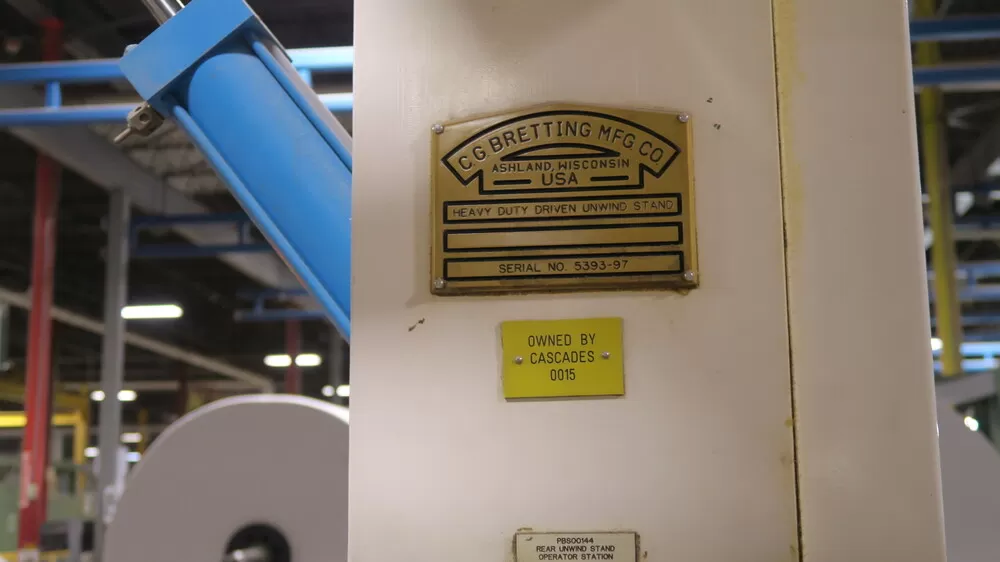 C.G. BRETTING MFG CO.
ASHLAND, WISCONSIN
USA
HEAVY DUTY DRIVEN UNWIND STAND
SERIAL NO. 5393-97
OWNED BY
CASCADES
0015
PBS00144
REAR UNWIND STAND
OPERATOR STATION